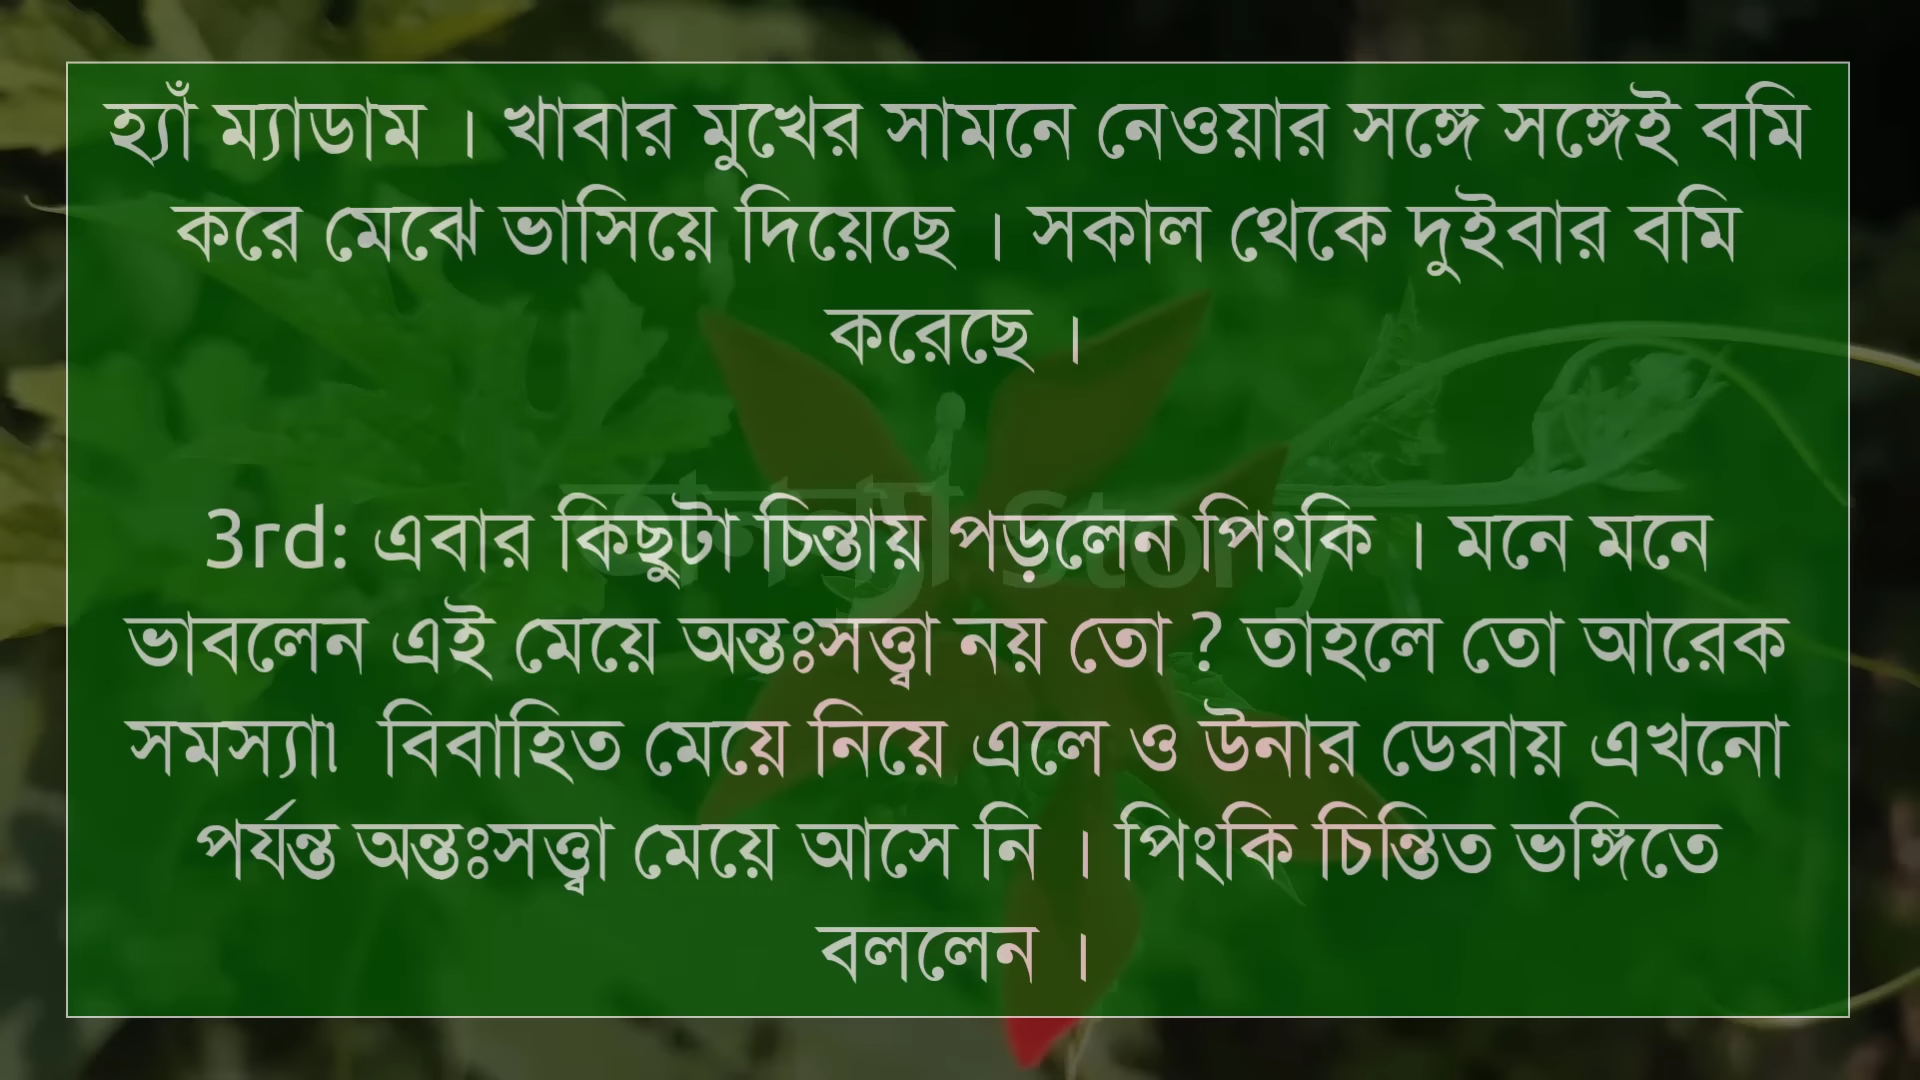 হ্যাঁ ম্যাডাম । খাবার মুখের সামনে নেওয়ার সঙ্গে সঙ্গেই বমি
করে মেঝে ভাসিয়ে দিয়েছে । সকাল থেকে দুইবার বমি
করেছে ।
3rd: এবার কিছুটা চিন্তায় পড়লেন পিংকি । মনে মনে
ভাবলেন এই মেয়ে অন্তঃসত্ত্বা নয় তো ? তাহলে তো আরেক
সমস্যা৷ বিবাহিত মেয়ে নিয়ে এলে ও উনার ডেরায় এখনো
পর্যন্ত অন্তঃসত্ত্বা মেয়ে আসে নি । পিংকি চিন্তিত ভঙ্গিতে
বললেন ।
Story